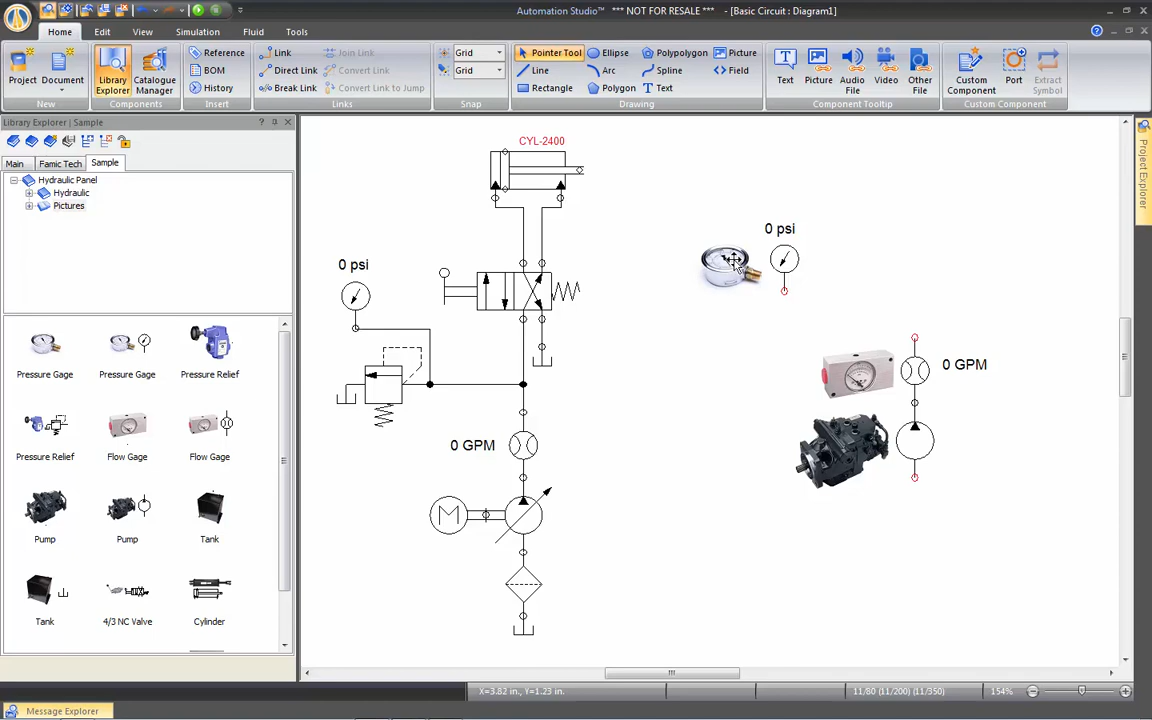 Automation Studio™ *** NOT FOR RESALE *** - [Basic Circuit : Diagram1]
Home Edit View Simulation Fluid Tools
Project
Document
New
Library Explorer
Catalogue Manager
Components
Reference
BOM
History
Insert
Link
Direct Link
Break Link
Join Link
Convert Link
Convert Link to Jump
Links
Grid
Grid
Snap
Pointer Tool
Line
Rectangle
Ellipse
Arc
Polygon
Polypolygon
Spline
Text
Picture
Field
Drawing
Text
Picture
Audio File
Video
Other File
Component Tooltip
Custom Component
Port
Extract Symbol
Custom Component
Library Explorer | Sample
Main Famic Tech Sample
Hydraulic Panel
Hydraulic
Pictures
Pressure Gage Pressure Gage Pressure Relief
Pressure Relief Flow Gage Flow Gage
Pump Pump Tank
Tank 4/3 NC Valve Cylinder
CYL-2400
0 psi
0 psi
0 GPM
0 GPM
M
Project Explorer
X=3.82 in., Y=1.23 in.
11/80 (11/200) (11/350)
154%
Message Explorer